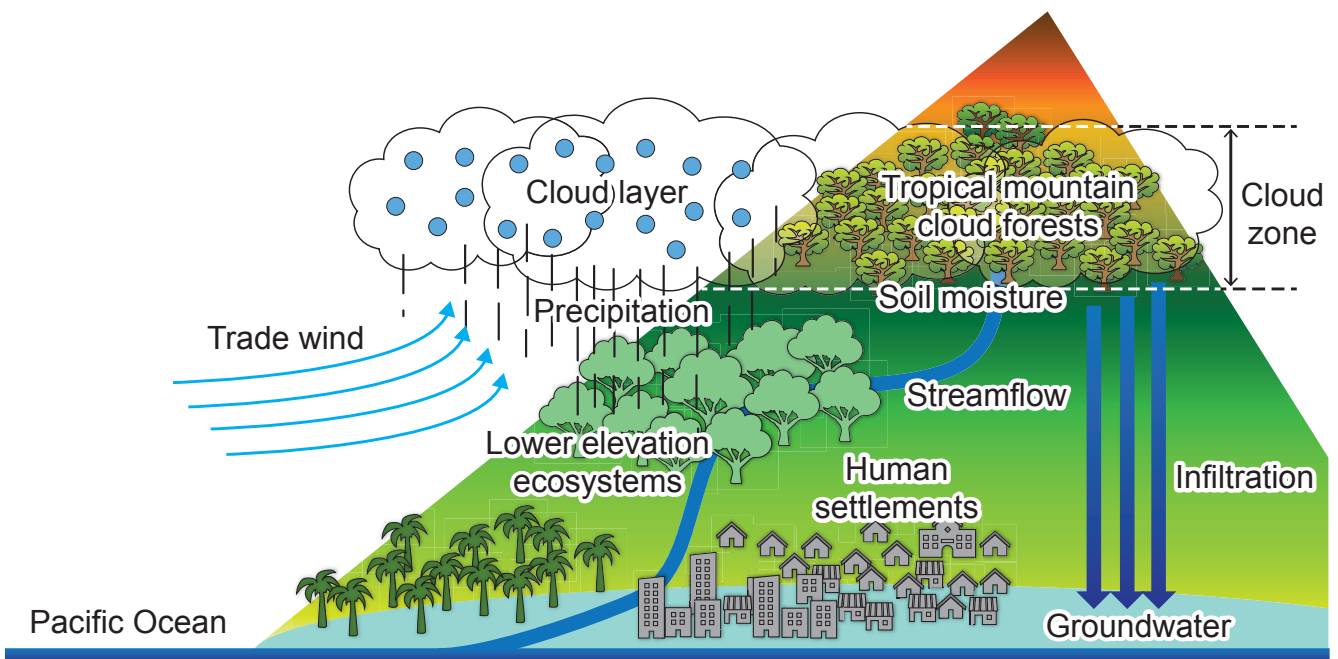 Cloud layer
Tropical mountain
cloud forests
Cloud
zone
Precipitation
Soil moisture
Trade wind
Streamflow
Lower elevation
ecosystems
Human
settlements
Infiltration
Pacific Ocean
Groundwater